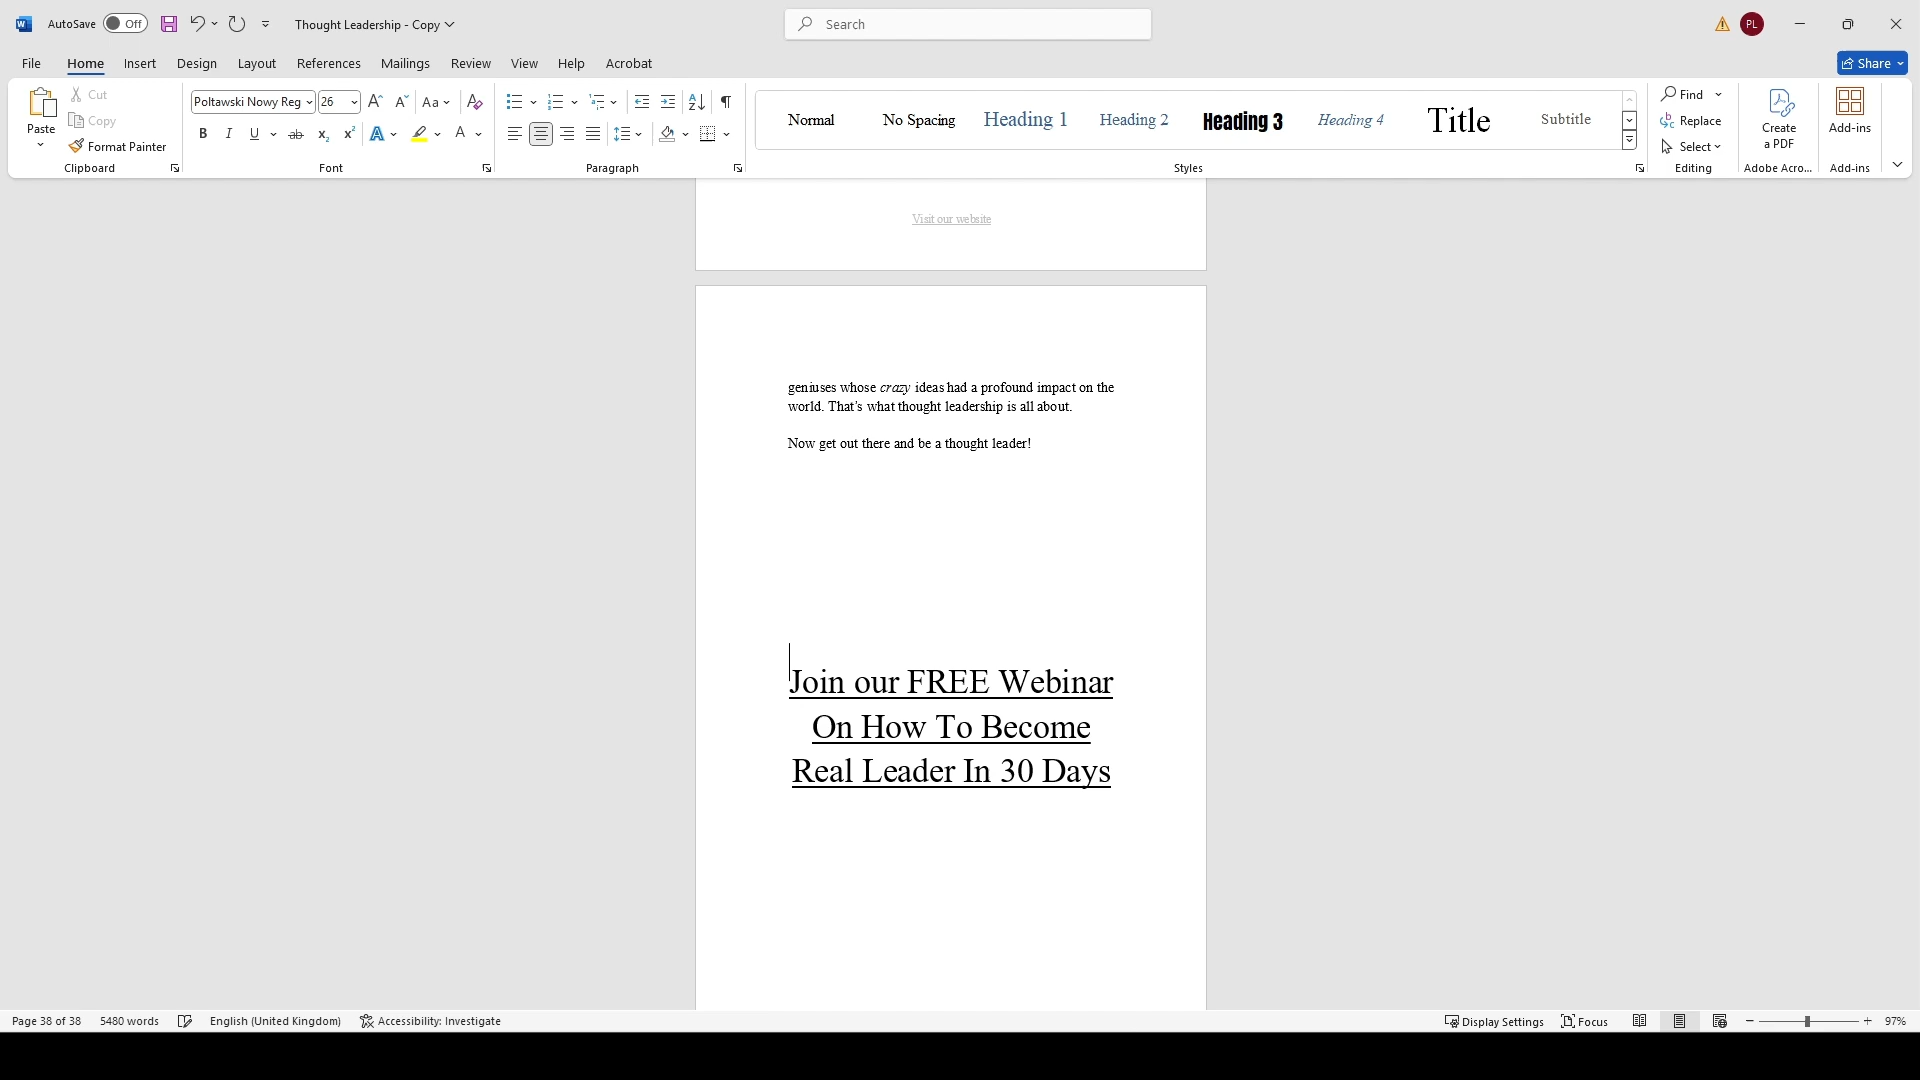 AutoSave Off Thought Leadership - Copy Search PL
File Home Insert Design Layout References Mailings Review View Help Acrobat Share
Paste Cut Copy Format Painter Clipboard
Poltawski Nowy Reg 26 Aa Font
Paragraph
Normal No Spacing Heading 1 Heading 2 Heading 3 Heading 4 Title Subtitle Styles
Find Replace Select Editing
Create a PDF Adobe Acro...
Add-ins Add-ins
Visit our website
geniuses whose crazy ideas had a profound impact on the
world. That's what thought leadership is all about.
Now get out there and be a thought leader!
Join our FREE Webinar
On How To Become
Real Leader In 30 Days
Page 38 of 38 5480 words English (United Kingdom) Accessibility: Investigate Display Settings Focus 97%